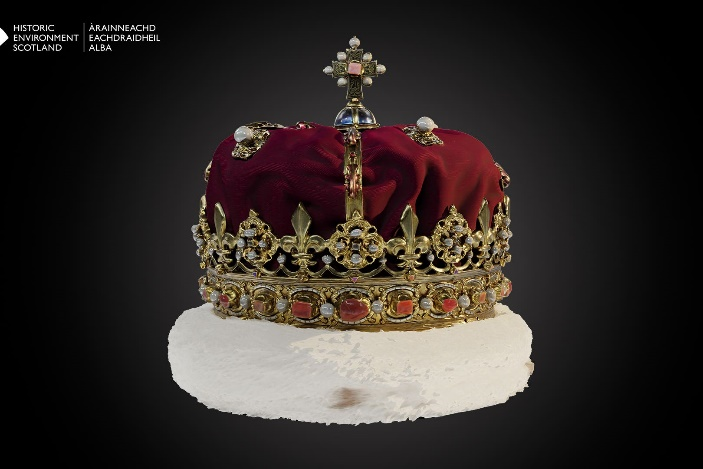 HISTORIC
ENVIRONMENT
SCOTLAND
ÀRAINNEACHD
EACHDRAIDHEIL
ALBA